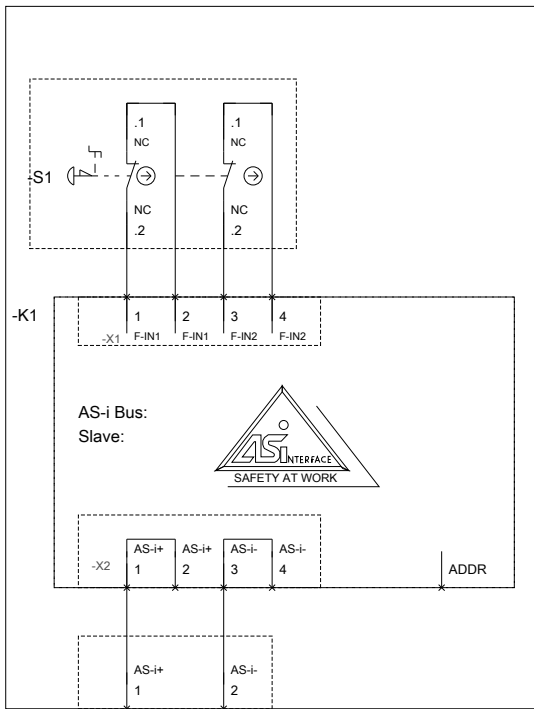 .1 .1
NC NC
-S1
NC NC
.2 .2
-K1
1 2 3 4
-X1 F-IN1 F-IN1 F-IN2 F-IN2
AS-i Bus:
Slave:
ASi INTERFACE
SAFETY AT WORK
AS-i+ AS-i+ AS-i- AS-i-
-X2 1 2 3 4 ADDR
AS-i+ AS-i-
1 2